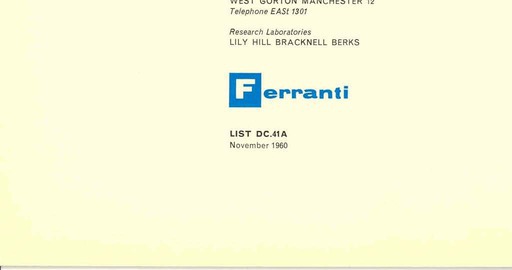 WEST GORTON MANCHESTER 12
Telephone EASt 1301
Research Laboratories
LILY HILL BRACKNELL BERKS
Ferranti
LIST DC.41A
November 1960